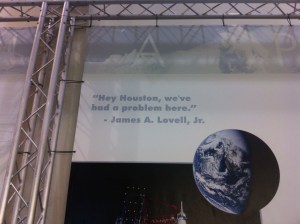 "Hey Houston, we've
had a problem here."
- James A. Lovell, Jr.